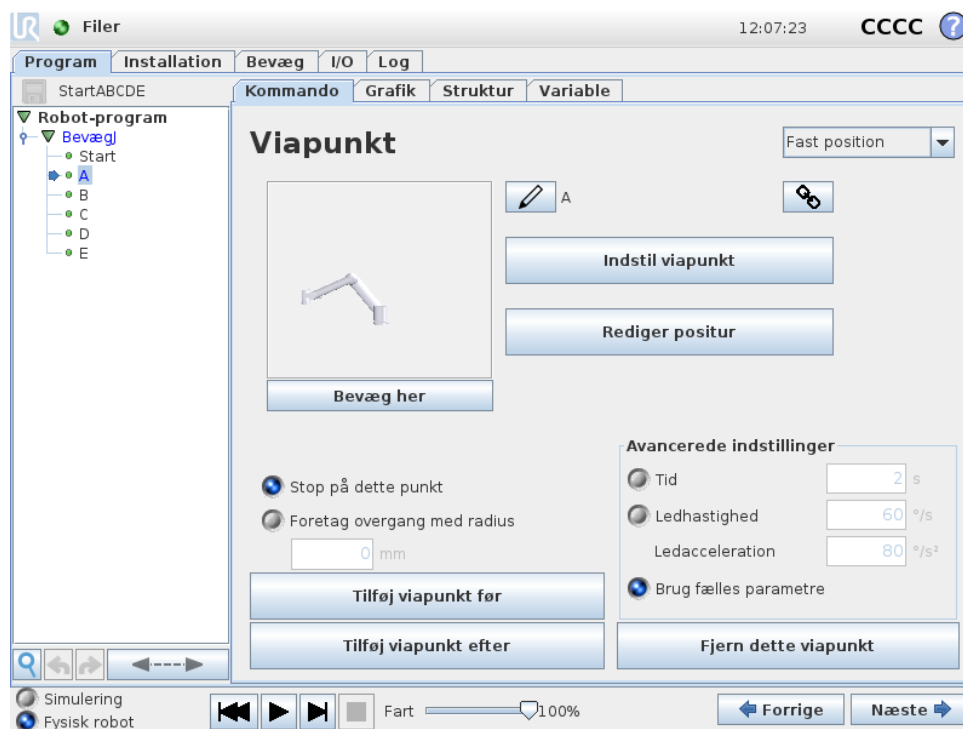 UR Filer 12:07:23 CCCC ?
Program Installation Bevæg I/O Log
StartABCDE Kommando Grafik Struktur Variable
Robot-program
BevægJ
Start
A
B
C
D
E
Viapunkt Fast position
A
Indstil viapunkt
Rediger positur
Bevæg her
Stop på dette punkt
Foretag overgang med radius
0 mm
Avancerede indstillinger
Tid 2 s
Ledhastighed 60 °/s
Ledacceleration 80 °/s²
Brug fælles parametre
Tilføj viapunkt før
Tilføj viapunkt efter Fjern dette viapunkt
Simulering
Fysisk robot
Fart 100% Forrige Næste